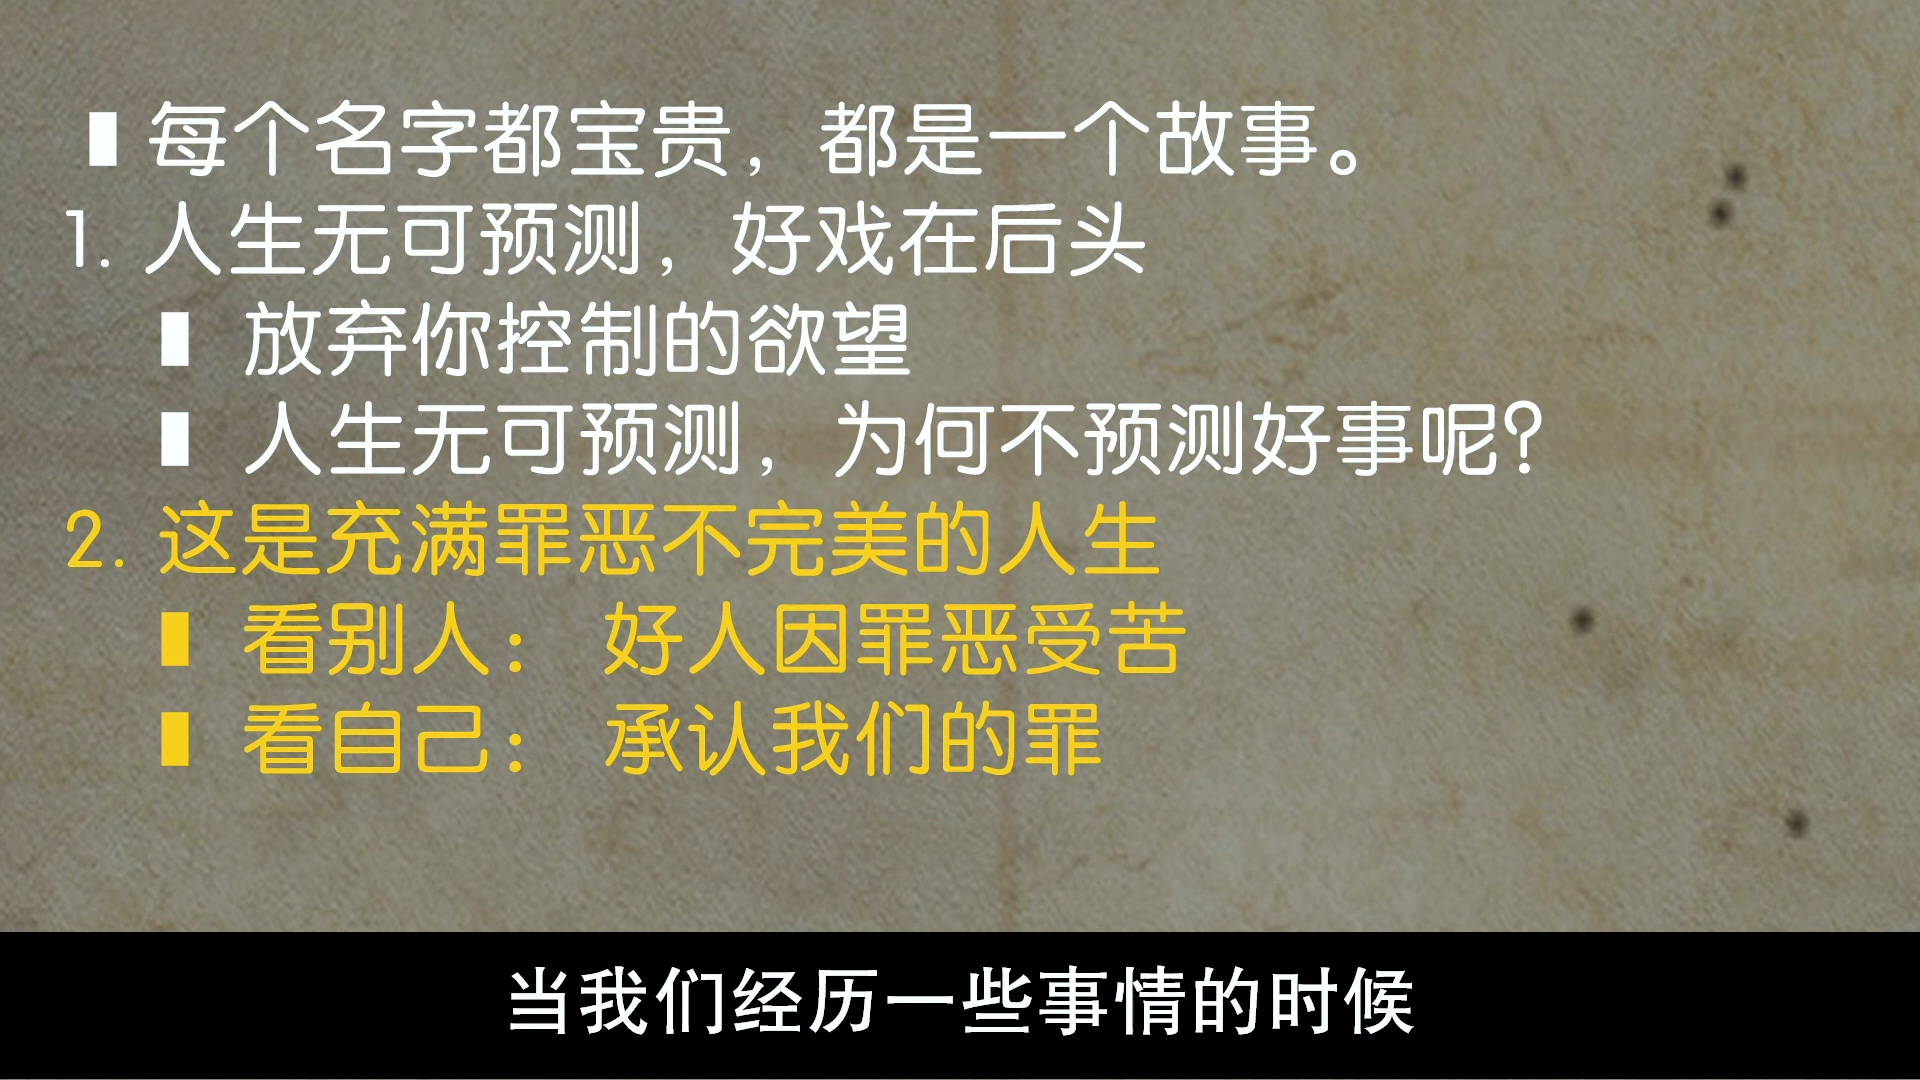 ▮ 每个名字都宝贵，都是一个故事。
1. 人生无可预测，好戏在后头
▮ 放弃你控制的欲望
▮ 人生无可预测，为何不预测好事呢？
2. 这是充满罪恶不完美的人生
▮ 看别人： 好人因罪恶受苦
▮ 看自己： 承认我们的罪
当我们经历一些事情的时候